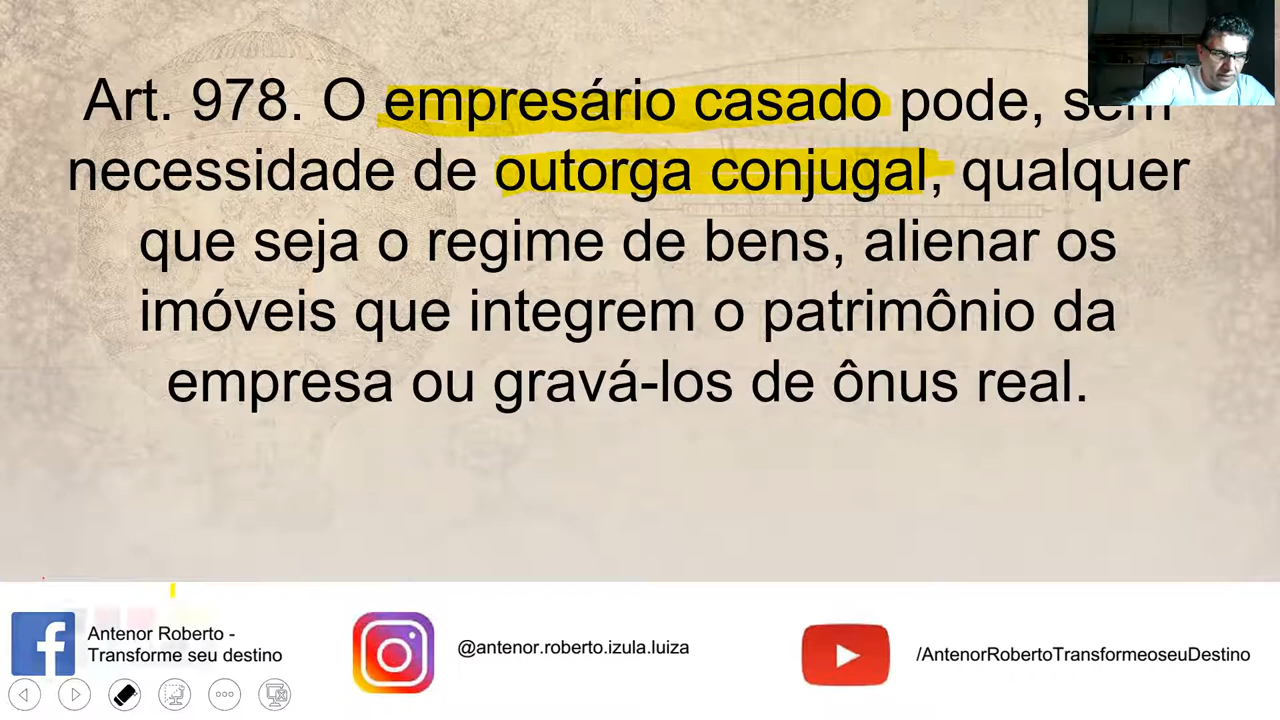 Art. 978. O empresário casado pode, sem
necessidade de outorga conjugal, qualquer
que seja o regime de bens, alienar os
imóveis que integrem o patrimônio da
empresa ou gravá-los de ônus real.
Antenor Roberto -
Transforme seu destino
@antenor.roberto.izula.luiza
/AntenorRobertoTransformeoseuDestino